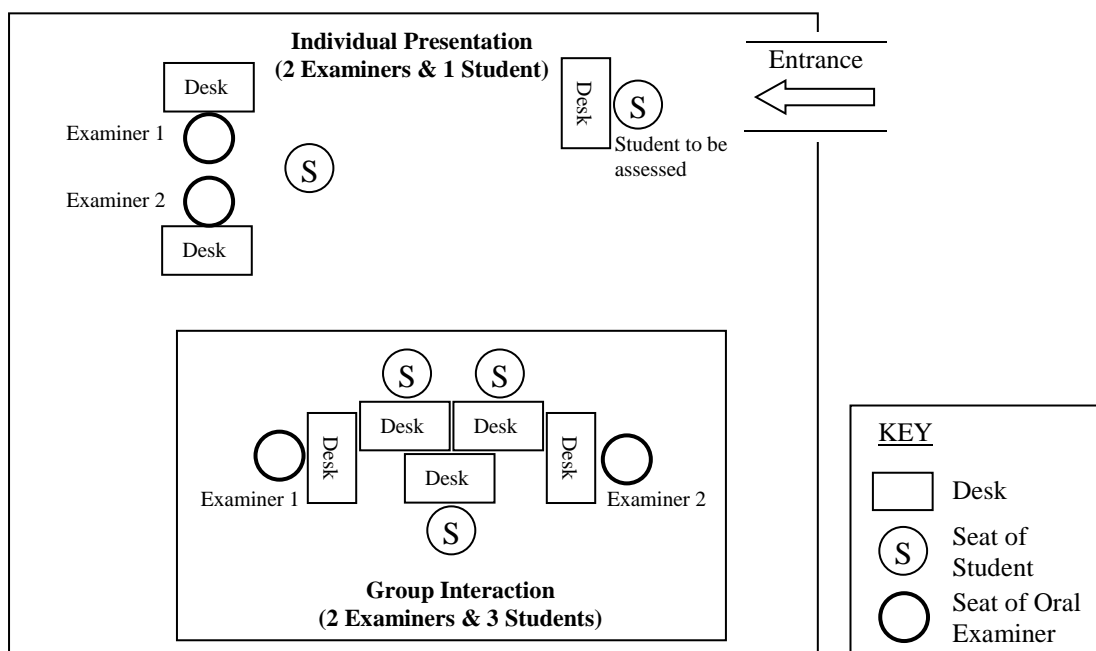 Individual Presentation
(2 Examiners & 1 Student)
Entrance
Desk
Desk
S
Examiner 1
Student to be
assessed
S
Examiner 2
Desk
S
S
Desk
Desk
Desk
Desk
Desk
Examiner 1
Examiner 2
S
Group Interaction
(2 Examiners & 3 Students)
KEY
Desk
S
Seat of
Student
Seat of Oral
Examiner